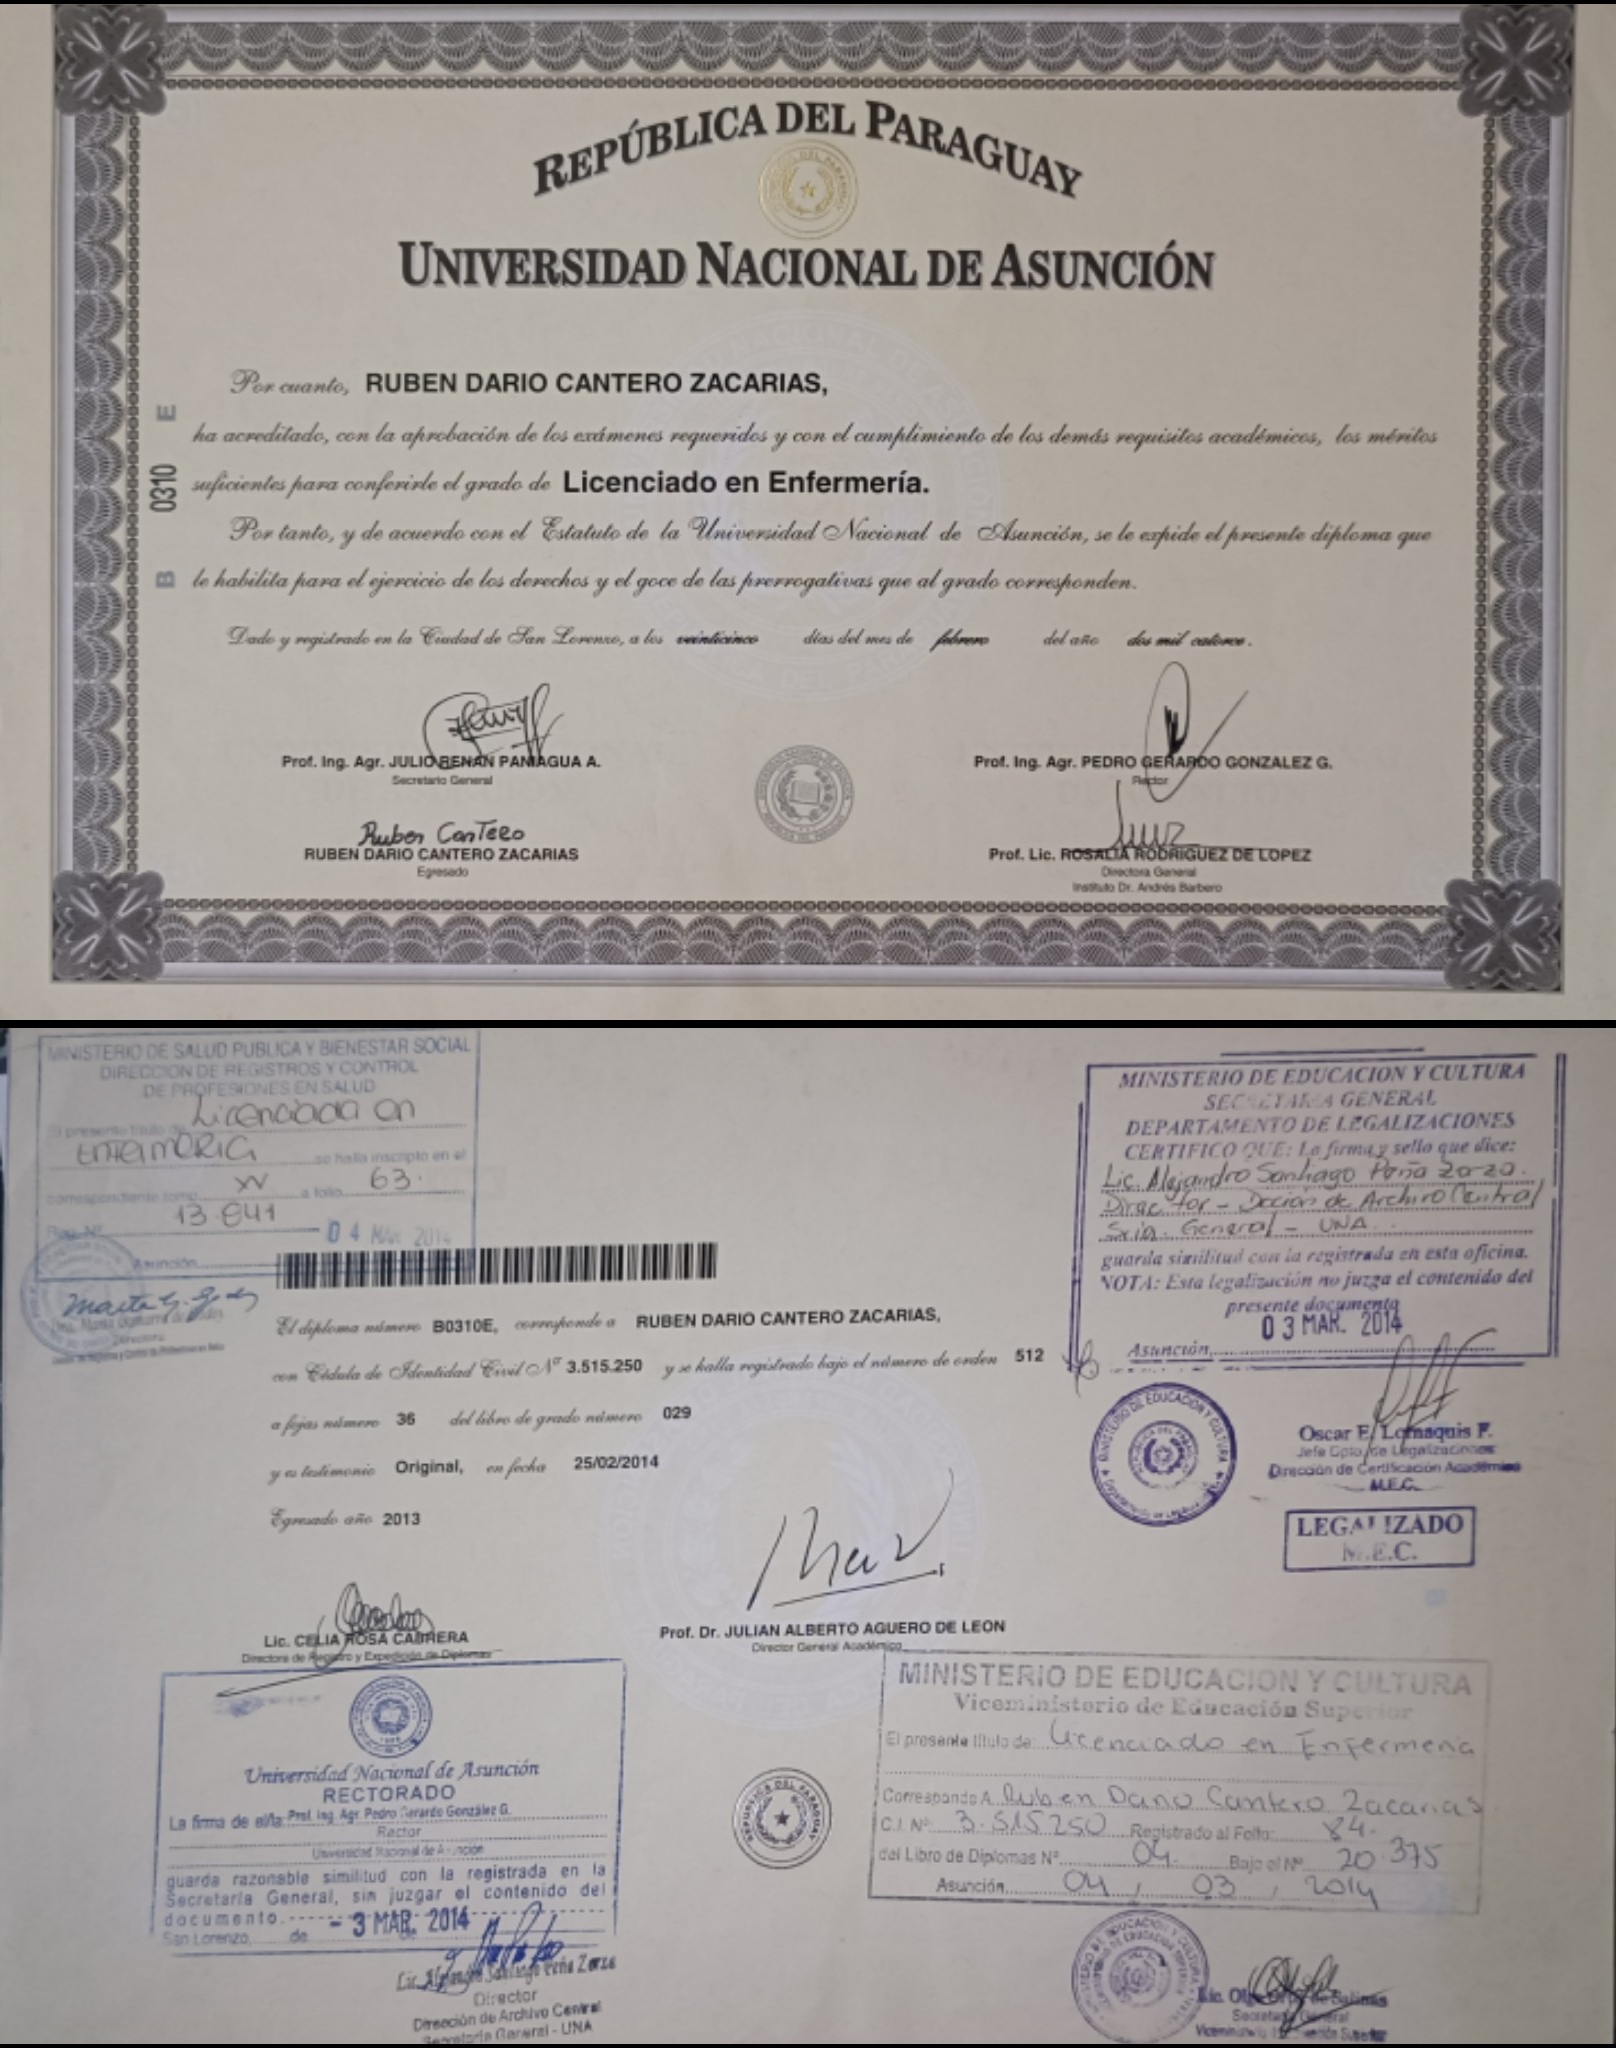 REPÚBLICA DEL PARAGUAY
UNIVERSIDAD NACIONAL DE ASUNCIÓN
Por cuanto, RUBEN DARIO CANTERO ZACARIAS,
ha acreditado, con la aprobación de los exámenes requeridos y con el cumplimiento de los demás requisitos académicos, los méritos
suficientes para conferirle el grado de Licenciado en Enfermería.
Por tanto, y de acuerdo con el Estatuto de la Universidad Nacional de Asunción, se le expide el presente diploma que
le habilita para el ejercicio de los derechos y el goce de las prerrogativas que al grado corresponden.
Dado y registrado en la Ciudad de San Lorenzo, a los veinticinco días del mes de febrero del año dos mil catorce.
B 0310 E
Prof. Ing. Agr. JULIO RENAN PANIAGUA A.
Secretario General
Prof. Ing. Agr. PEDRO GERARDO GONZALEZ G.
Rector
Ruben Cantero
RUBEN DARIO CANTERO ZACARIAS
Egresado
Prof. Lic. ROSALIA RODRIGUEZ DE LOPEZ
Directora General
Instituto Dr. Andrés Barbero
MINISTERIO DE SALUD PUBLICA Y BIENESTAR SOCIAL
DIRECCION DE REGISTROS Y CONTROL
DE PROFESIONES EN SALUD
El presente título de Licenciada en
Enfermeria se halla inscripto en el
correspondiente tomo XV a folio 63.
Reg. Nº 13.841
Asunción 04 MAR 2014
MINISTERIO DE EDUCACION Y CULTURA
SECRETARIA GENERAL
DEPARTAMENTO DE LEGALIZACIONES
CERTIFICO QUE: La firma y sello que dice:
Lic. Alejandro Santiago Peña Zarza.
Director - Dcción de Archivo Central
Sria. General - UNA.
guarda similitud con la registrada en esta oficina.
NOTA: Esta legalización no juzga el contenido del
presente documento
Asunción, 03 MAR. 2014
El diploma número B0310E, corresponde a RUBEN DARIO CANTERO ZACARIAS,
con Cédula de Identidad Civil Nº 3.515.250 y se halla registrado bajo el número de orden 512
a fojas número 36 del libro de grado número 029
y es testimonio Original, en fecha 25/02/2014
Egresado año 2013
Oscar E. Lomaquis F.
Jefe Dpto. de Legalizaciones
Dirección de Certificación Académica
M.E.C.
LEGALIZADO
M.E.C.
Lic. CELIA ROSA CABRERA
Directora de Registro y Expedición de Diplomas
Prof. Dr. JULIAN ALBERTO AGUERO DE LEON
Director General Académico
Universidad Nacional de Asunción
RECTORADO
La firma de el/la: Prof. Ing. Agr. Pedro Gerardo González G.
Rector
Universidad Nacional de Asunción
guarda razonable similitud con la registrada en la
Secretaría General, sin juzgar el contenido del
documento.
San Lorenzo, de - 3 MAR. 2014
Lic. Alejandro Santiago Peña Zarza
Director
Dirección de Archivo Central
Secretaría General - UNA
REPUBLICA DEL PARAGUAY
MINISTERIO DE EDUCACION Y CULTURA
Viceministerio de Educación Superior
El presente título de: Licenciado en Enfermeria
Corresponde A Ruben Dario Cantero Zacarias
C.I. Nº 3.515.250 Registrado al Folio: 84.
del Libro de Diplomas Nº 04. Bajo el Nº 20.375
Asunción 04 / 03 / 2014
Secretaria General